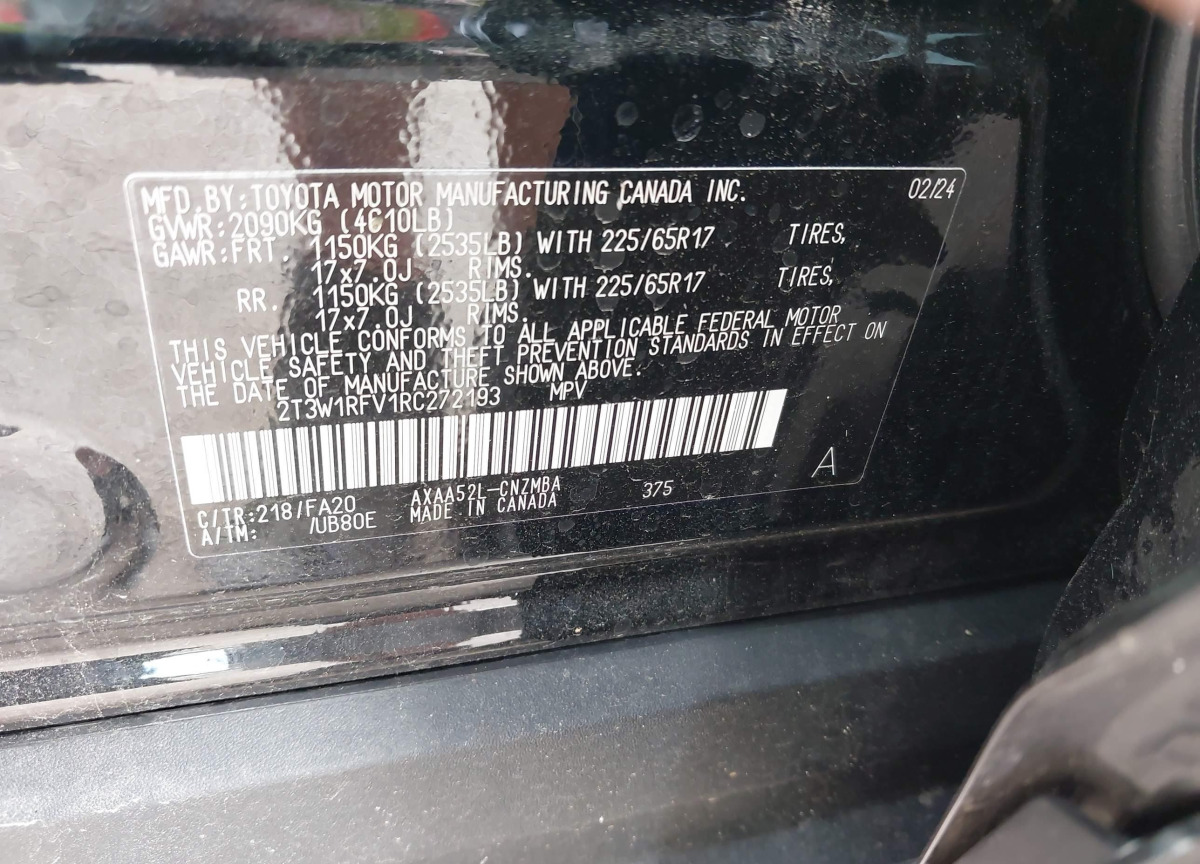 MFD.BY:TOYOTA MOTOR MANUFACTURING CANADA INC. 02/24
GVWR:2090KG (4610LB)
GAWR:FRT. 1150KG (2535LB) WITH 225/65R17 TIRES,
17x7.0J RIMS.
RR. 1150KG (2535LB) WITH 225/65R17 TIRES,
17x7.0J RIMS.
THIS VEHICLE CONFORMS TO ALL APPLICABLE FEDERAL MOTOR
VEHICLE SAFETY AND THEFT PREVENTION STANDARDS IN EFFECT ON
THE DATE OF MANUFACTURE SHOWN ABOVE.
2T3W1RFV1RC272193 MPV
C/TR:218/FA20 AXAA52L-CNZMBA 375 A
A/TM: /UB80E MADE IN CANADA